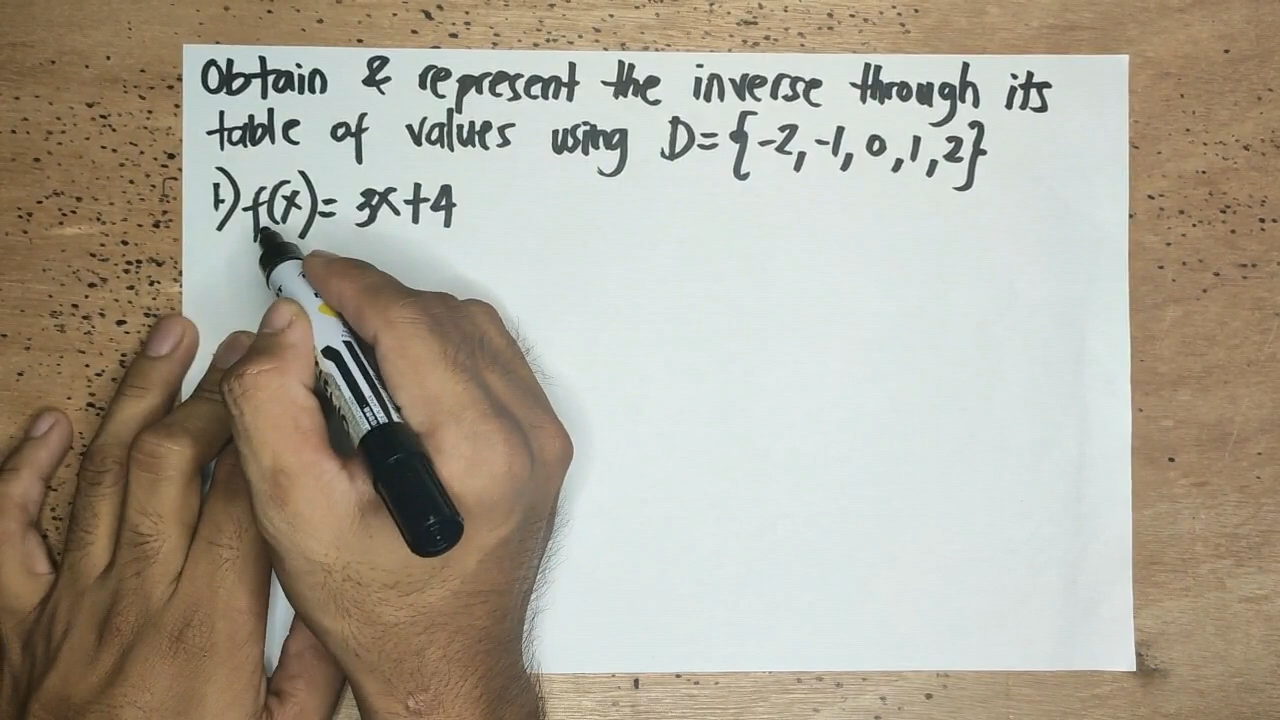 Obtain & represent the inverse through its
table of values using D={-2,-1,0,1,2}
1.) f(x)= 3x+4